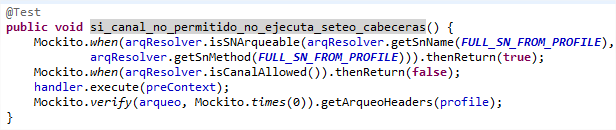 @Test
public void si_canal_no_permitido_no_ejecuta_seteo_cabeceras() {
Mockito.when(arqResolver.isSNArqueable(arqResolver.getSnName(FULL_SN_FROM_PROFILE),
arqResolver.getSnMethod(FULL_SN_FROM_PROFILE))).thenReturn(true);
Mockito.when(arqResolver.isCanalAllowed()).thenReturn(false);
handler.execute(preContext);
Mockito.verify(arqueo, Mockito.times(0)).getArqueoHeaders(profile);
}